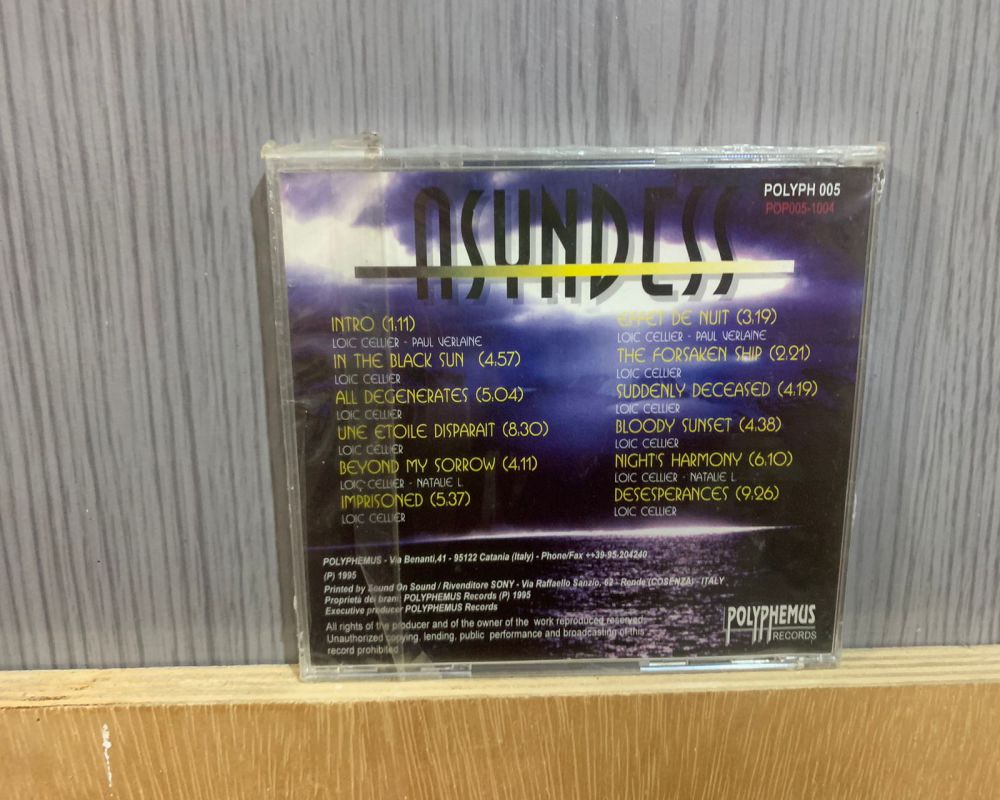 ASYNDESS
POLYPH 005
POP005-1004
INTRO (1,11)
LOIC CELLIER - PAUL VERLAINE
IN THE BLACK SUN (4.57)
LOIC CELLIER
ALL DEGENERATES (5,04)
LOIC CELLIER
UNE ETOILE DISPARAIT (8,30)
LOIC CELLIER
BEYOND MY SORROW (4,11)
LOIC CELLIER - NATALIE L
IMPRISONED (5,37)
LOIC CELLIER
EFFET DE NUIT (3,19)
LOIC CELLIER - PAUL VERLAINE
THE FORSAKEN SHIP (2,21)
LOIC CELLIER
SUDDENLY DECEASED (4,19)
LOIC CELLIER
BLOODY SUNSET (4,38)
LOIC CELLIER
NIGHT'S HARMONY (6,10)
LOIC CELLIER - NATALIE L
DESESPERANCES (9,26)
LOIC CELLIER
POLYPHEMUS - Via Benanti,41 - 95122 Catania (Italy) - Phone/Fax ++39-95-204240
(P) 1995
Printed by Sound On Sound / Rivenditore SONY - Via Raffaello Sanzio, 62 - Rende (COSENZA) - ITALY
Proprietà dei brani: POLYPHEMUS Records (P) 1995
Executive producer POLYPHEMUS Records
All rights of the producer and of the owner of the work reproduced reserved.
Unauthorized copying, lending, public performance and broadcasting of this
record prohibited
POLYPHEMUS
RECORDS